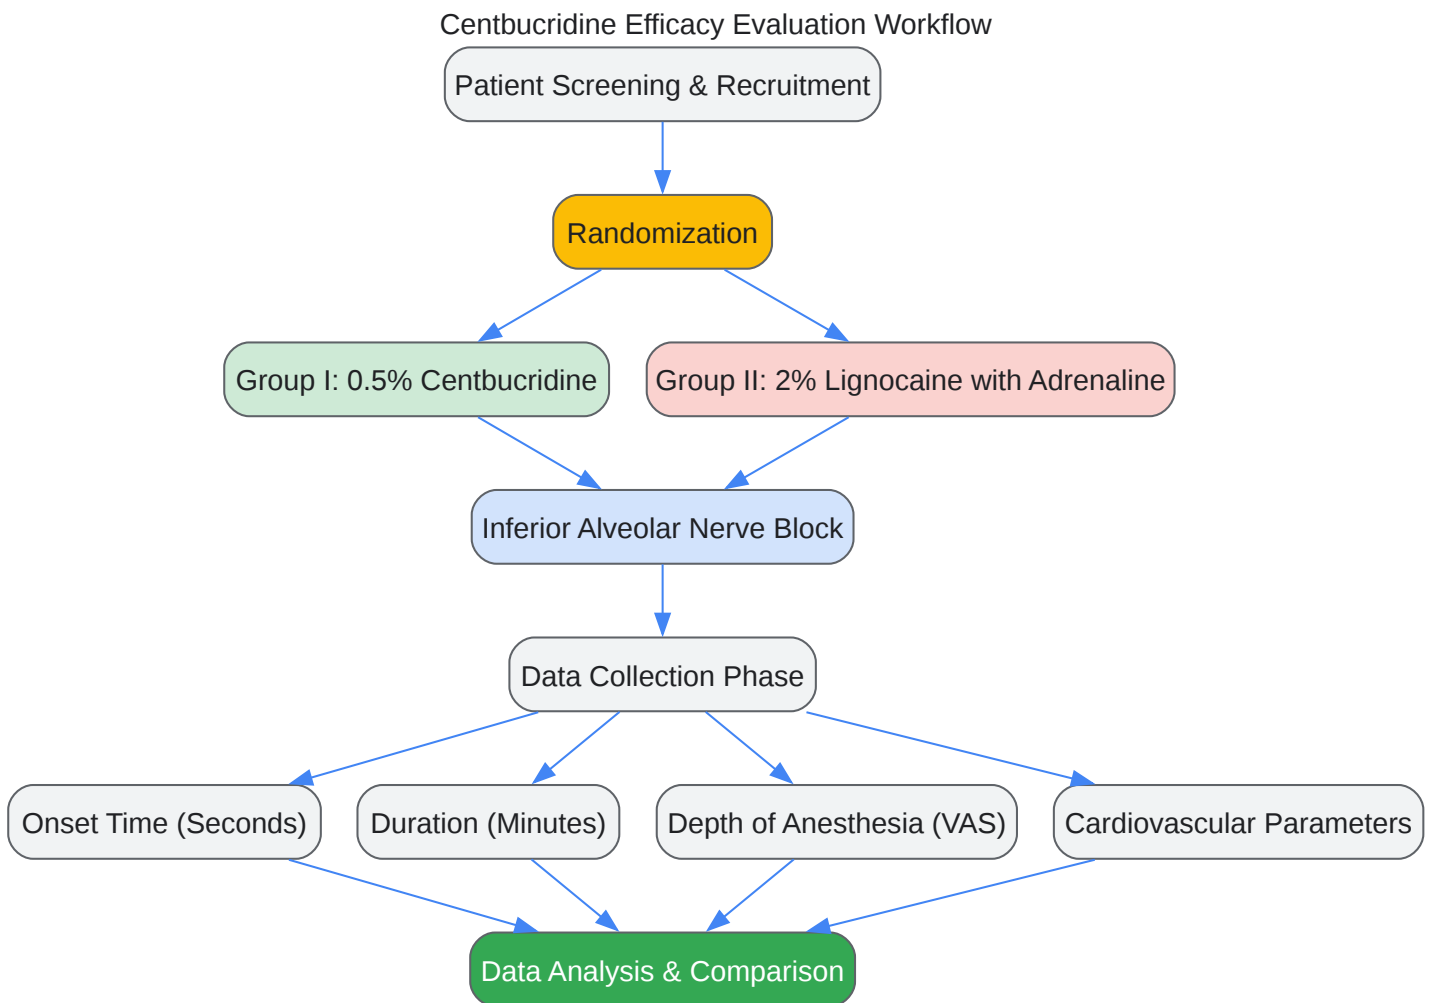 Centbucridine Efficacy Evaluation Workflow
Patient Screening & Recruitment
Randomization
Group I: 0.5% Centbucridine
Group II: 2% Lignocaine with Adrenaline
Inferior Alveolar Nerve Block
Data Collection Phase
Onset Time (Seconds)
Duration (Minutes)
Depth of Anesthesia (VAS)
Cardiovascular Parameters
Data Analysis & Comparison